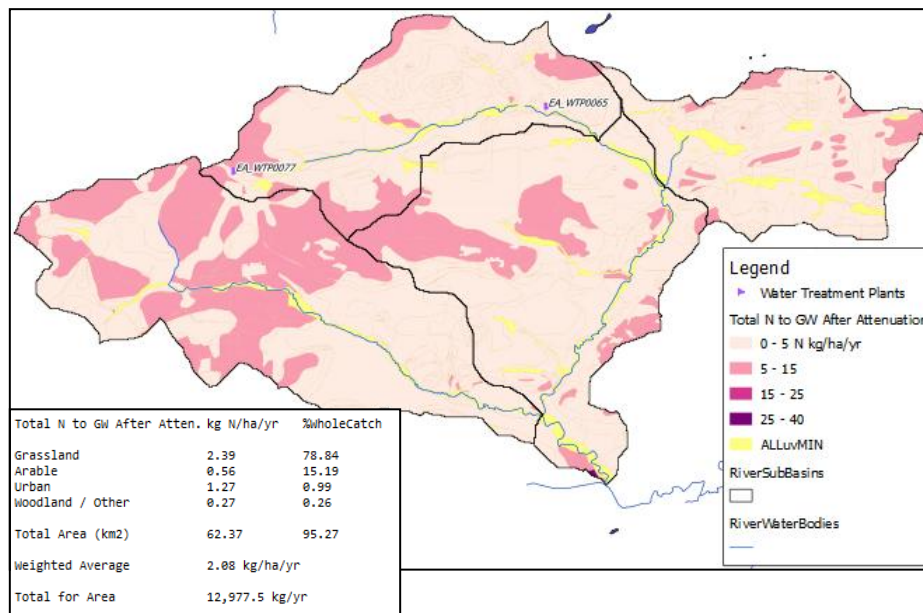 EA_WTP0065
EA_WTP0077
Legend
Water Treatment Plants
Total N to GW After Attenuation
0 - 5 N kg/ha/yr
5 - 15
15 - 25
25 - 40
ALLuvMIN
RiverSubBasins
RiverWaterBodies
Total N to GW After Atten. kg N/ha/yr %WholeCatch
Grassland 2.39 78.84
Arable 0.56 15.19
Urban 1.27 0.99
Woodland / Other 0.27 0.26
Total Area (km2) 62.37 95.27
Weighted Average 2.08 kg/ha/yr
Total for Area 12,977.5 kg/yr